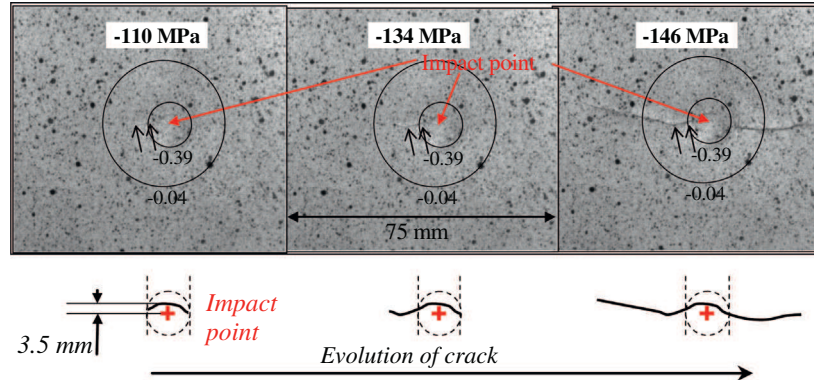 -110 MPa
-134 MPa
-146 MPa
Impact point
-0.39
-0.39
-0.39
-0.04
-0.04
-0.04
75 mm
Impact
point
3.5 mm
Evolution of crack